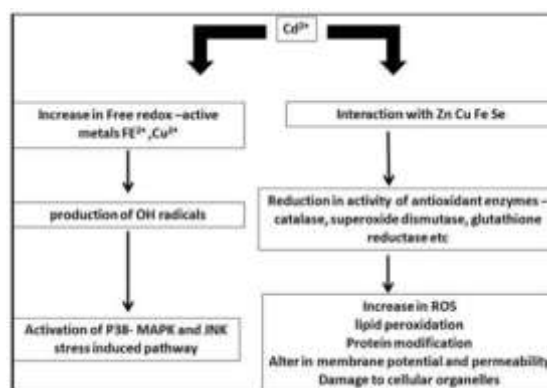 Cd²⁺
Increase in Free redox –active
metals FE²⁺,Cu²⁺
production of OH radicals
Activation of P38- MAPK and JNK
stress induced pathway
Interaction with Zn Cu Fe Se
Reduction in activity of antioxidant enzymes –
catalase, superoxide dismutase, glutathione
reductase etc
Increase in ROS
lipid peroxidation
Protein modification
Alter in membrane potential and permeability
Damage to cellular organelles